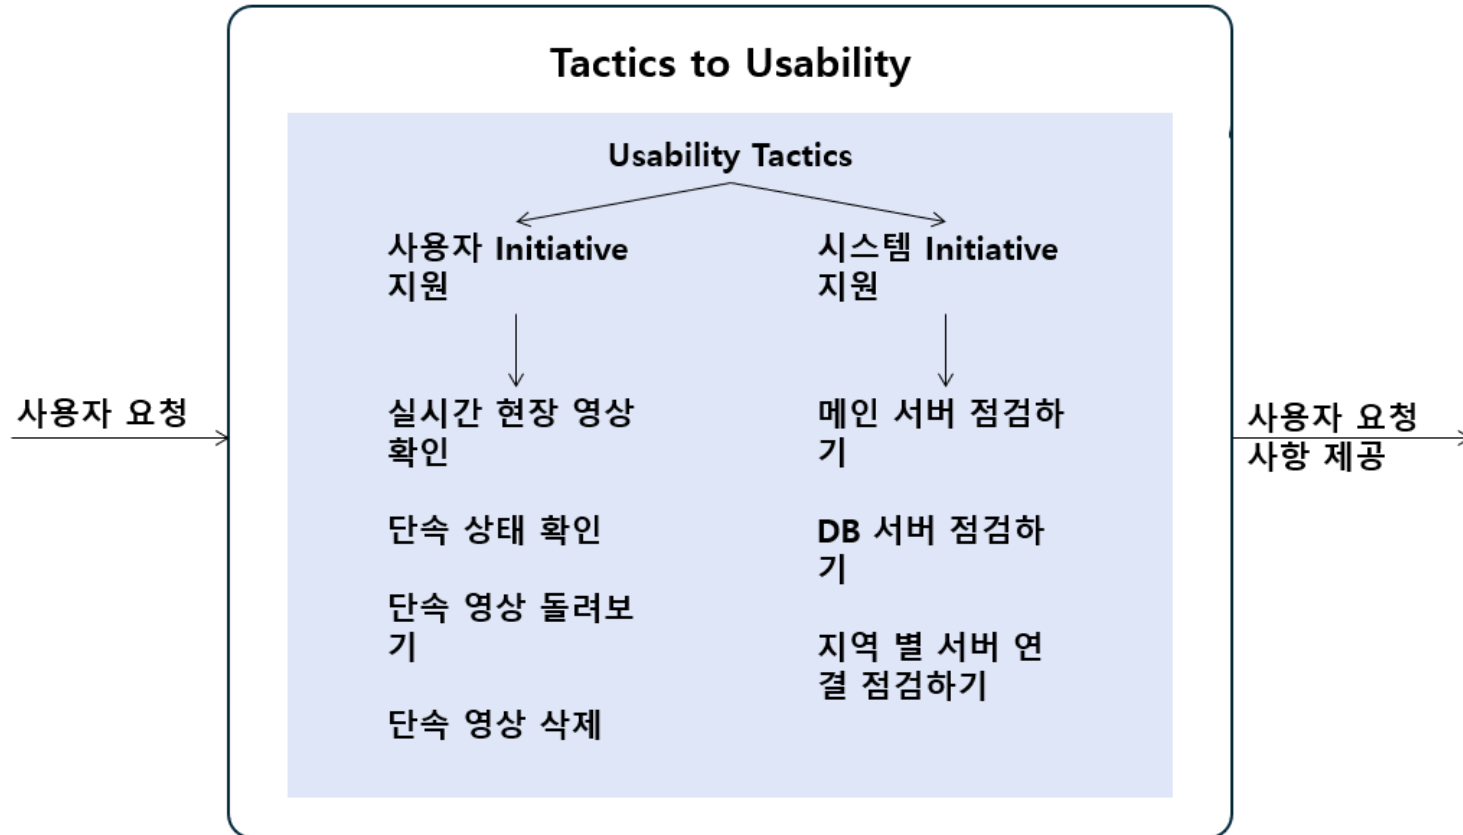 Tactics to Usability
Usability Tactics
사용자 Initiative
지원
시스템 Initiative
지원
사용자 요청
실시간 현장 영상
확인
단속 상태 확인
단속 영상 돌려보
기
단속 영상 삭제
메인 서버 점검하
기
DB 서버 점검하
기
지역 별 서버 연
결 점검하기
사용자 요청
사항 제공